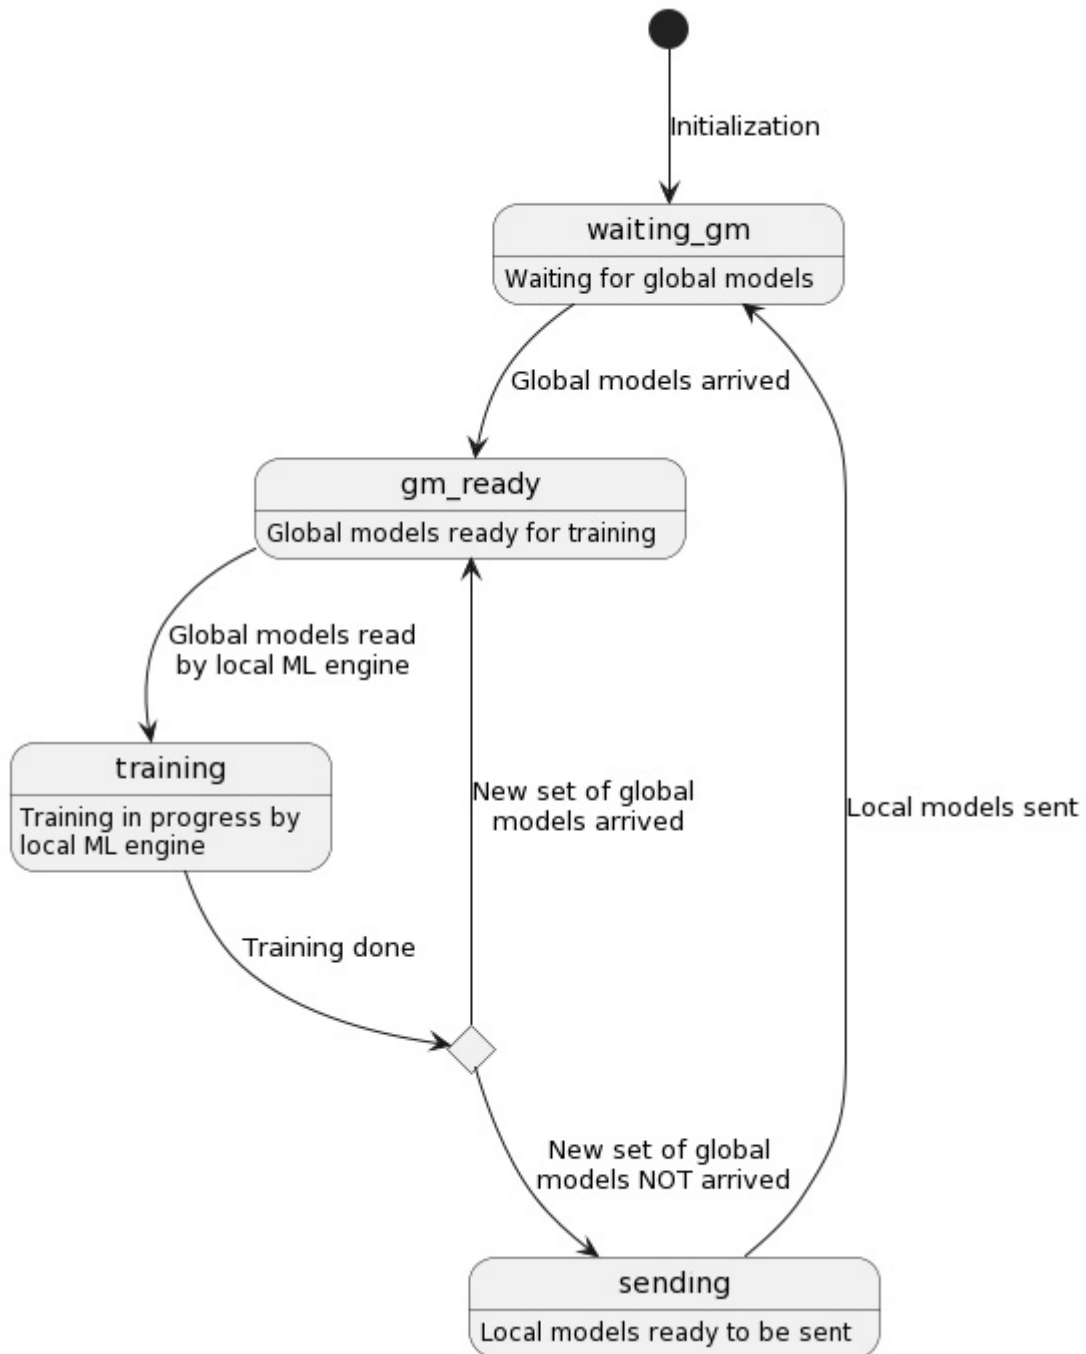 Initialization
waiting_gm
Waiting for global models
Global models arrived
gm_ready
Global models ready for training
Global models read
by local ML engine
training
Training in progress by
local ML engine
New set of global
models arrived
Local models sent
Training done
New set of global
models NOT arrived
sending
Local models ready to be sent